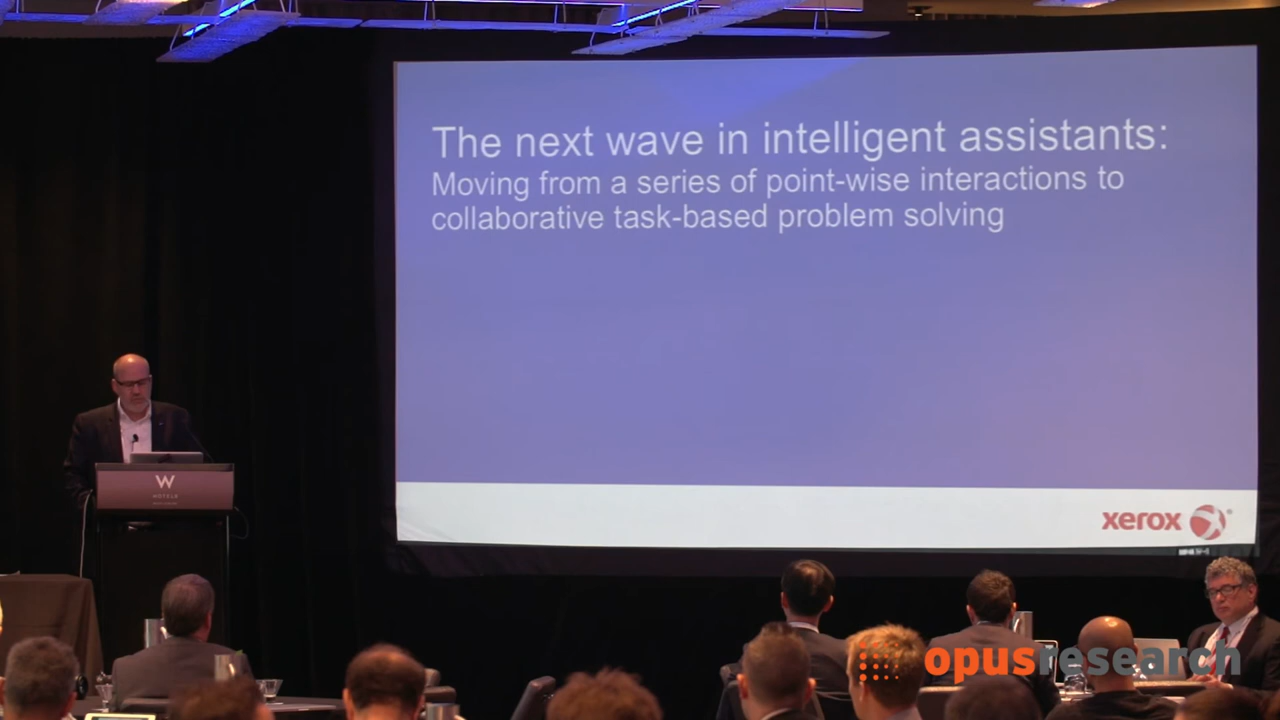 The next wave in intelligent assistants:
Moving from a series of point-wise interactions to
collaborative task-based problem solving
xerox
W
HOTELS
opusresearch